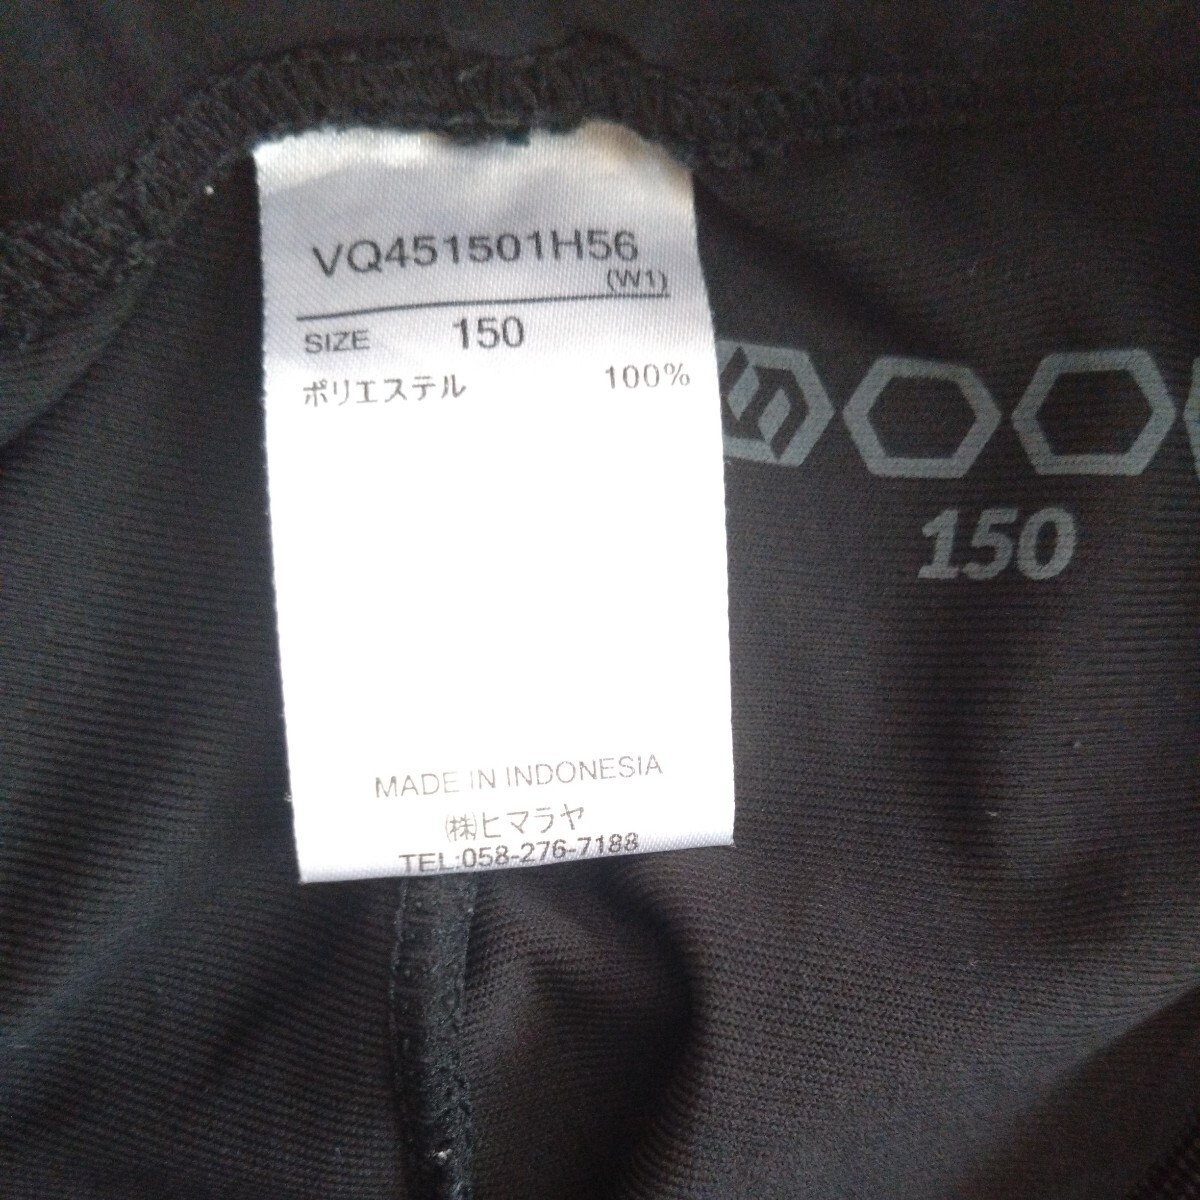 VQ451501H56
(W1)
SIZE 150
ポリエステル 100%
MADE IN INDONESIA
㈱ヒマラヤ
TEL:058-276-7188
150